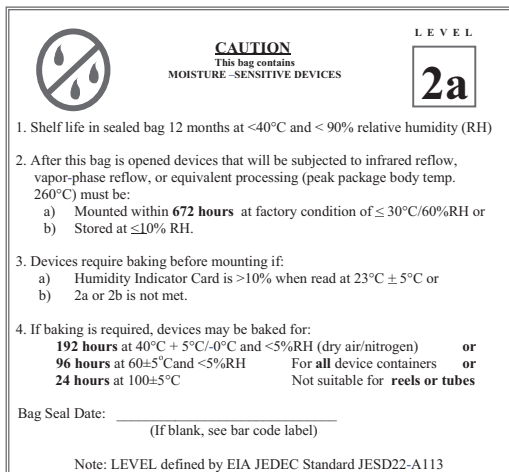 LEVEL
CAUTION
This bag contains
MOISTURE –SENSITIVE DEVICES
2a
1. Shelf life in sealed bag 12 months at <40°C and < 90% relative humidity (RH)
2. After this bag is opened devices that will be subjected to infrared reflow,
vapor-phase reflow, or equivalent processing (peak package body temp.
260°C) must be:
a) Mounted within 672 hours at factory condition of ≤ 30°C/60%RH or
b) Stored at ≤10% RH.
3. Devices require baking before mounting if:
a) Humidity Indicator Card is >10% when read at 23°C ± 5°C or
b) 2a or 2b is not met.
4. If baking is required, devices may be baked for:
192 hours at 40°C + 5°C/-0°C and <5%RH (dry air/nitrogen) or
96 hours at 60±5°Cand <5%RH For all device containers or
24 hours at 100±5°C Not suitable for reels or tubes
Bag Seal Date: ______________________________
(If blank, see bar code label)
Note: LEVEL defined by EIA JEDEC Standard JESD22-A113